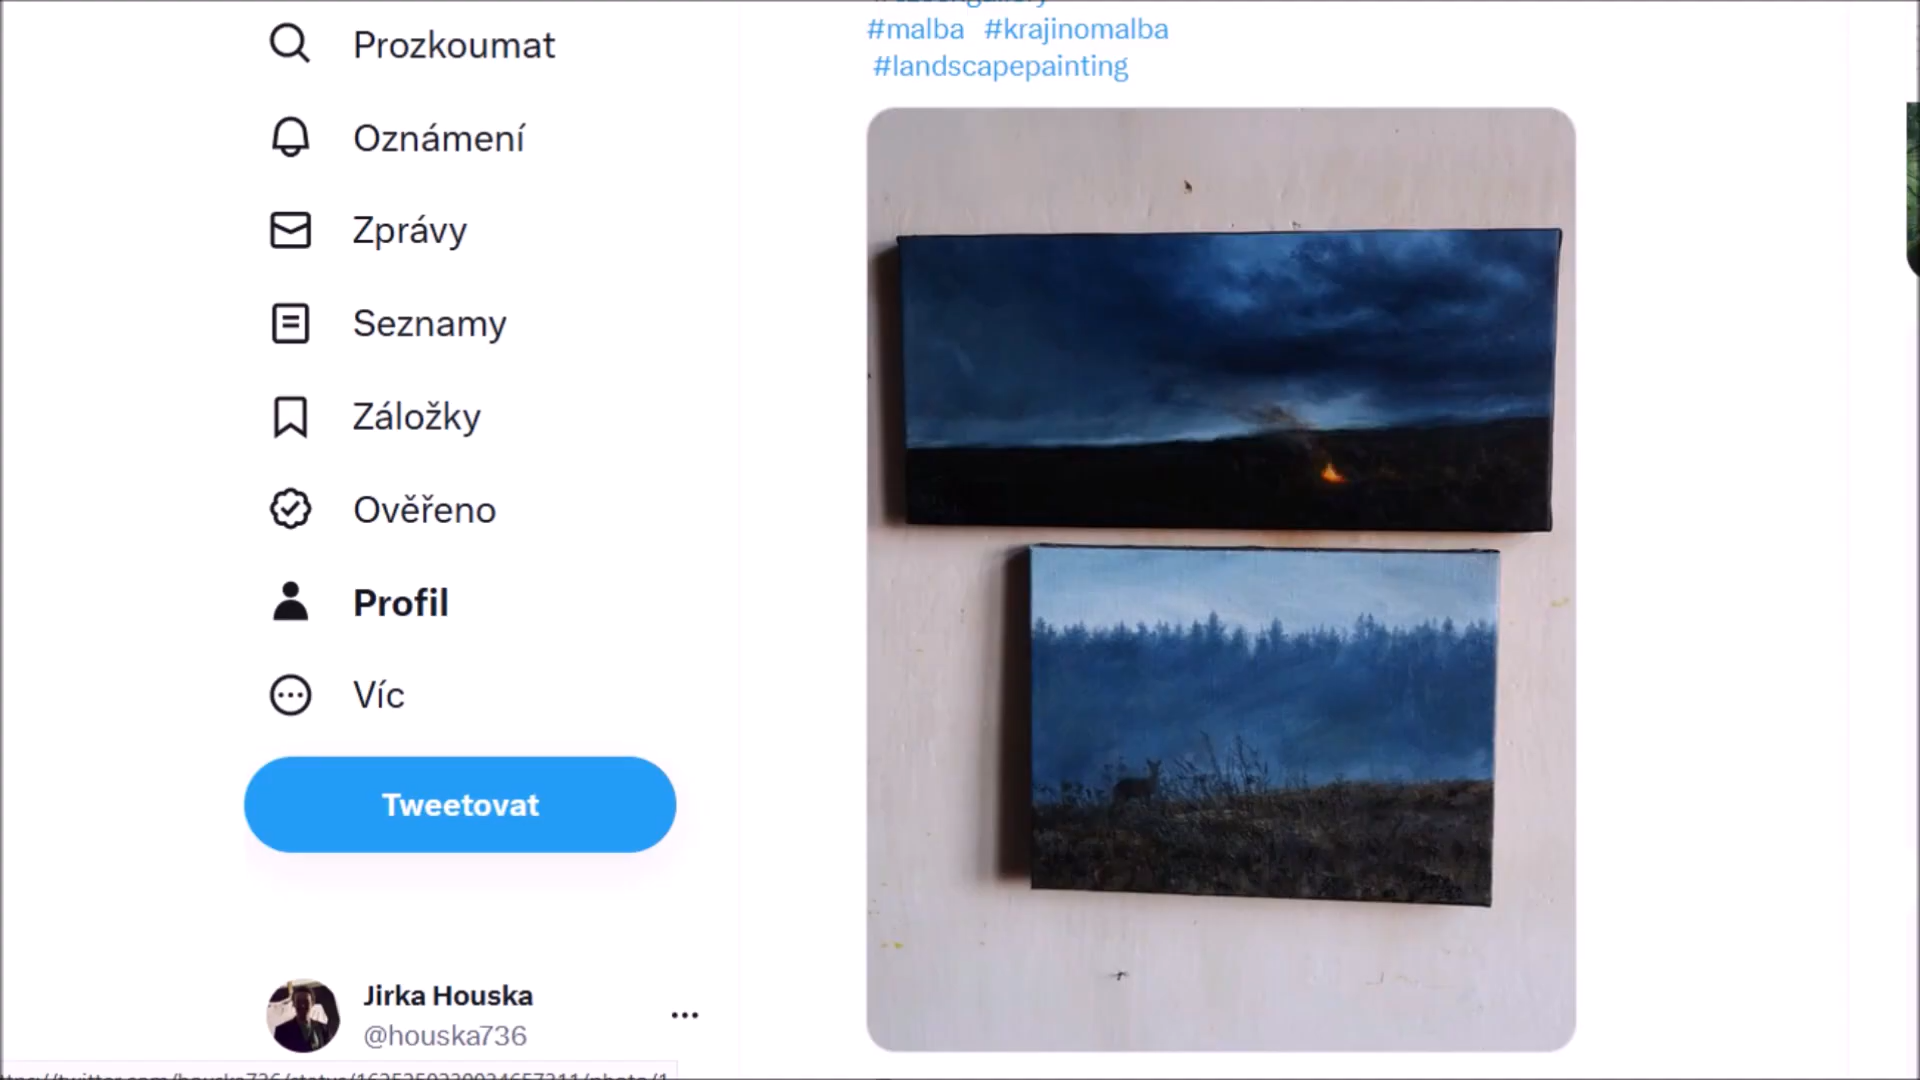 Prozkoumat
Oznámení
Zprávy
Seznamy
Záložky
Ověřeno
Profil
Víc
Tweetovat
Jirka Houska
@houska736
#malba #krajinomalba
#landscapepainting